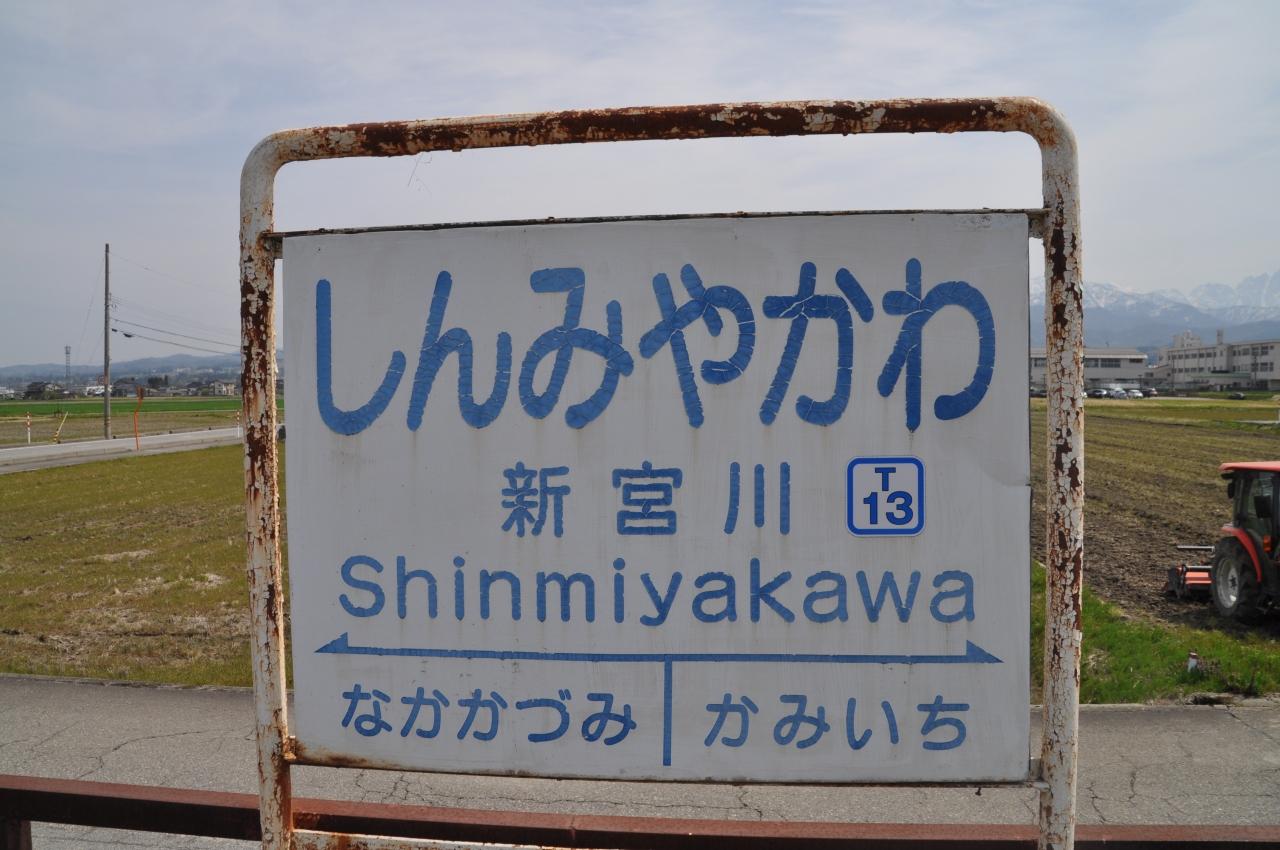 しんみやかわ
新宮川
T
13
Shinmiyakawa
なかかづみ かみいち